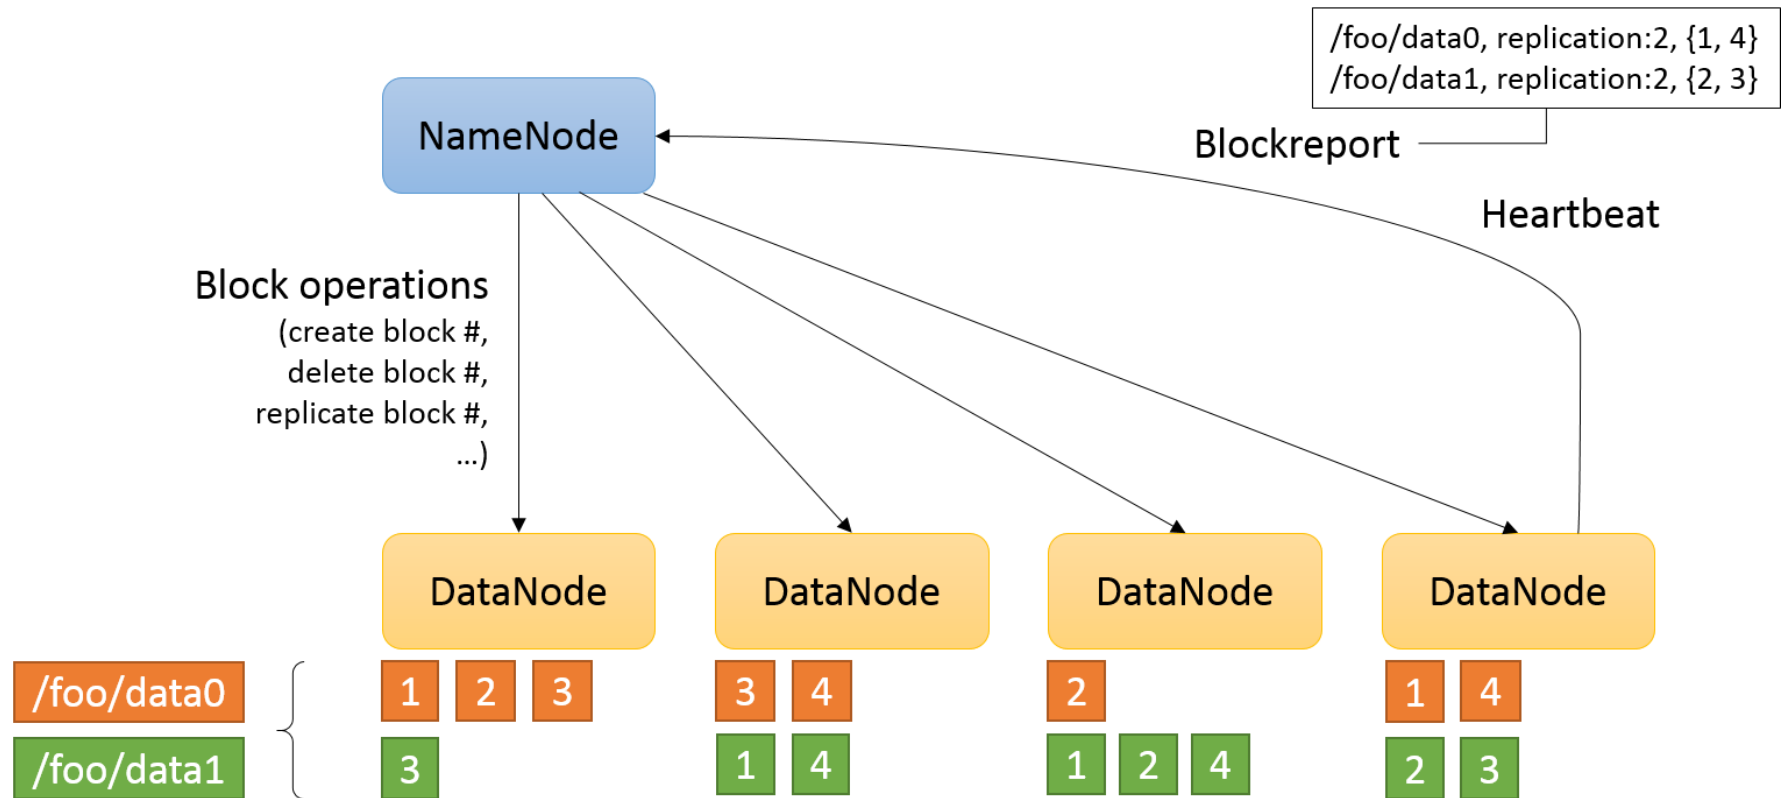 /foo/data0, replication:2, {1, 4}
/foo/data1, replication:2, {2, 3}
NameNode
Blockreport
Heartbeat
Block operations
(create block #,
delete block #,
replicate block #,
...)
DataNode
DataNode
DataNode
DataNode
/foo/data0
1 2 3
3 4
2
1 4
/foo/data1
3
1 4
1 2 4
2 3